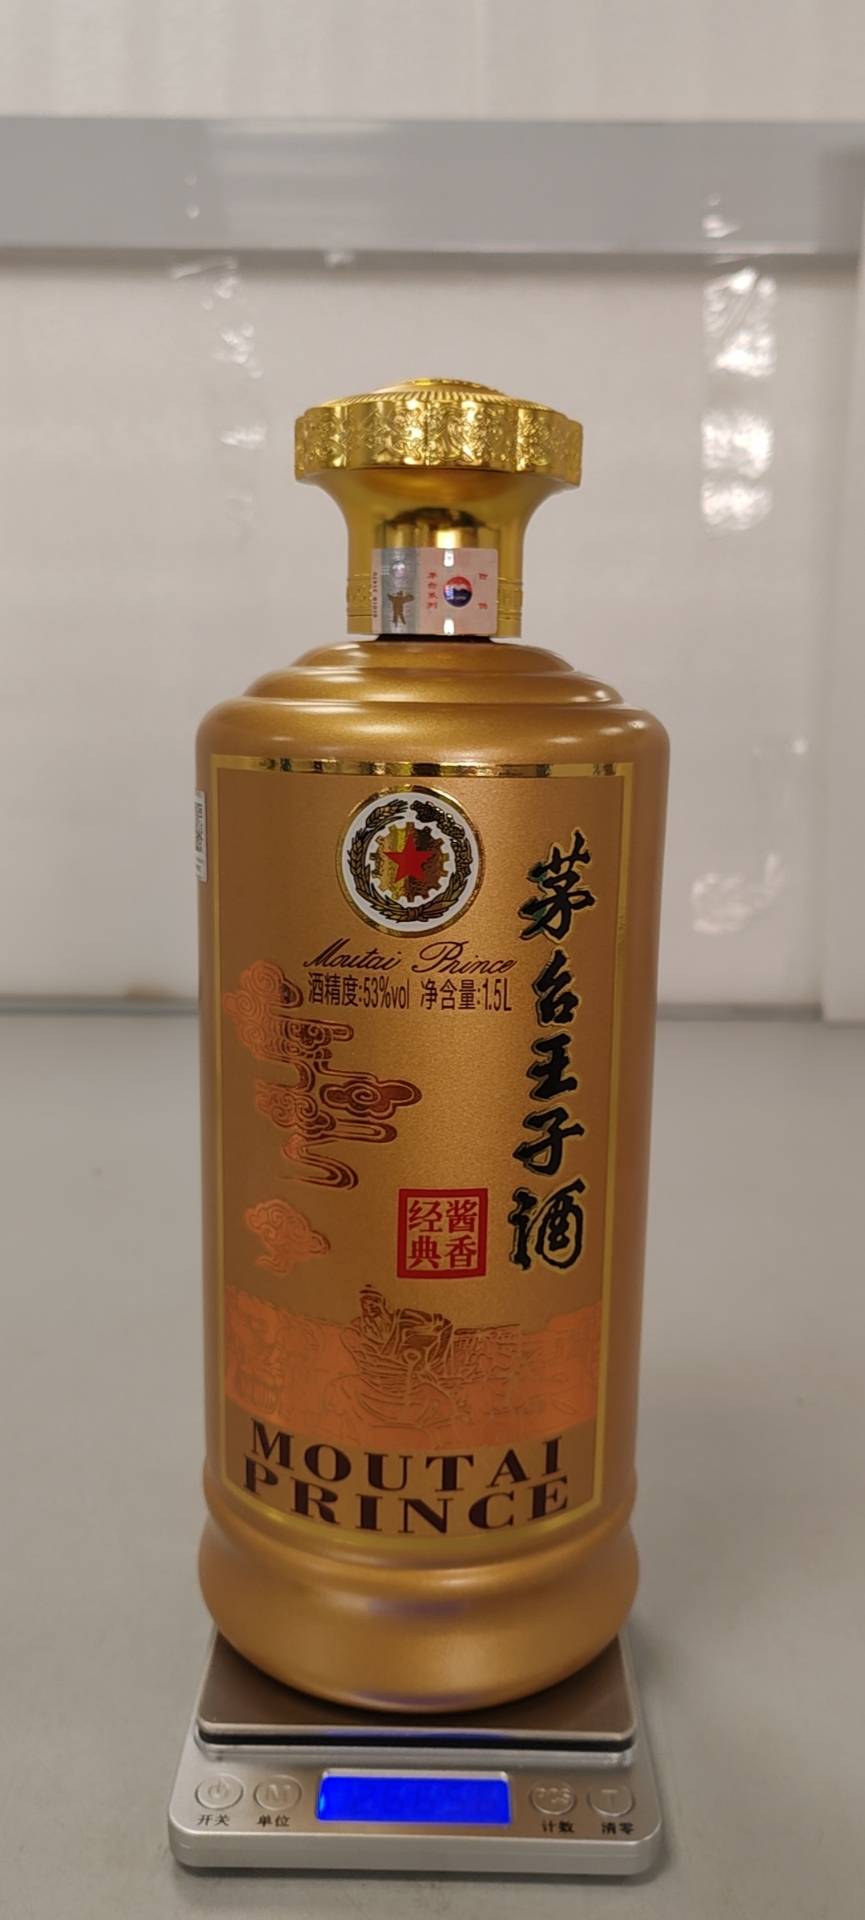 Moutai Prince
酒精度:53%vol 净含量:1.5L
茅台王子酒
酱香
经典
MOUTAI
PRINCE
开关
单位
M
PCS
T
计数
清零